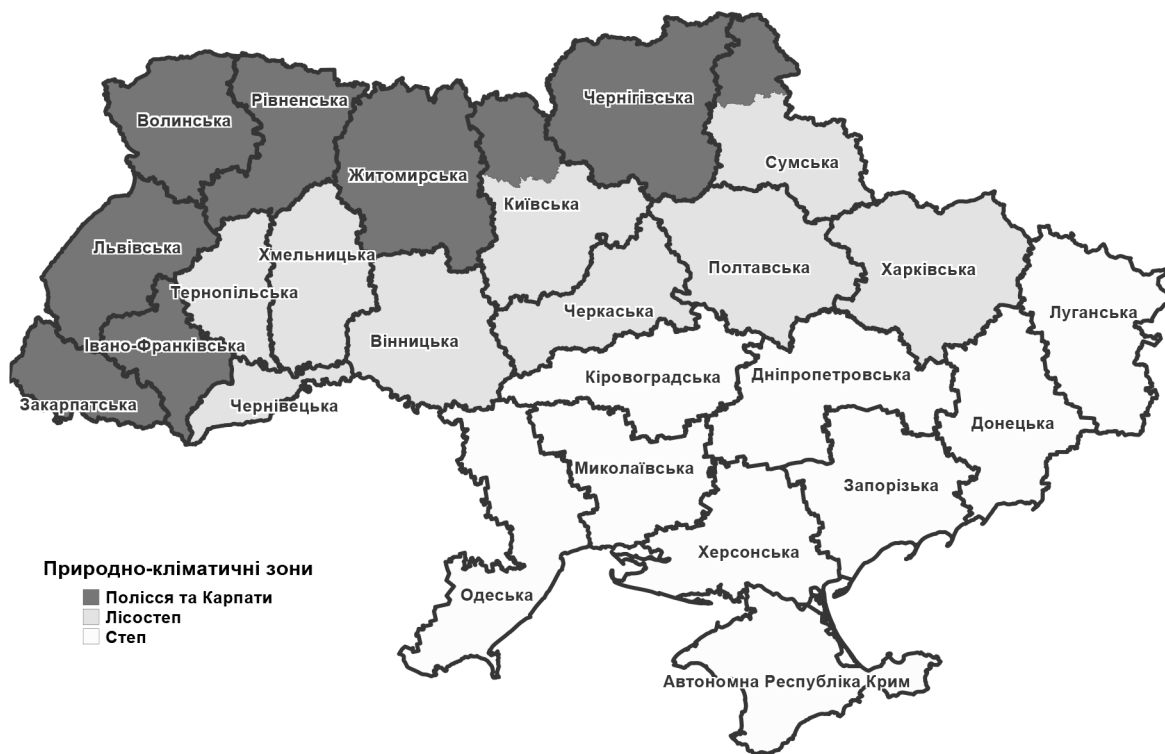 Чернігівська
Рівненська
Волинська
Сумська
Житомирська
Київська
Львівська
Хмельницька
Полтавська
Харківська
Тернопільська
Черкаська
Луганська
Івано-Франківська
Вінницька
Кіровоградська
Дніпропетровська
Закарпатська
Чернівецька
Донецька
Миколаївська
Запорізька
Херсонська
Одеська
Автономна Республіка Крим
Природно-кліматичні зони
Полісся та Карпати
Лісостеп
Степ